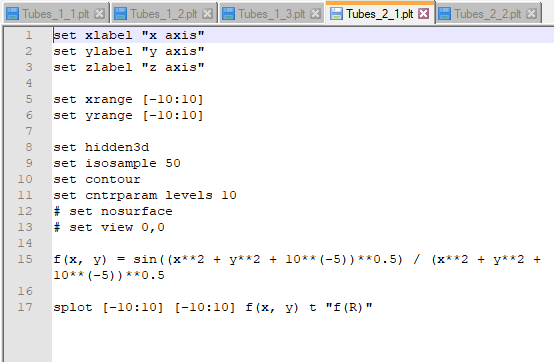 Tubes_1_1.plt Tubes_1_2.plt Tubes_1_3.plt Tubes_2_1.plt Tubes_2_2.plt
1 set xlabel "x axis"
2 set ylabel "y axis"
3 set zlabel "z axis"
4
5 set xrange [-10:10]
6 set yrange [-10:10]
7
8 set hidden3d
9 set isosample 50
10 set contour
11 set cntrparam levels 10
12 # set nosurface
13 # set view 0,0
14
15 f(x, y) = sin((x**2 + y**2 + 10**(-5))**0.5) / (x**2 + y**2 +
10**(-5))**0.5
16
17 splot [-10:10] [-10:10] f(x, y) t "f(R)"